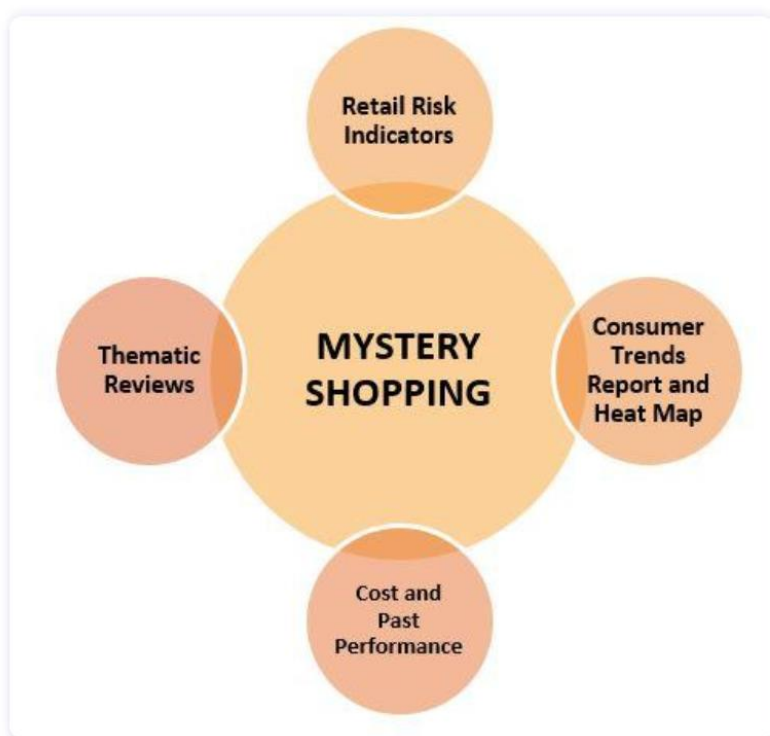 Retail Risk
Indicators
Thematic
Reviews
MYSTERY
SHOPPING
Consumer
Trends
Report and
Heat Map
Cost and
Past
Performance